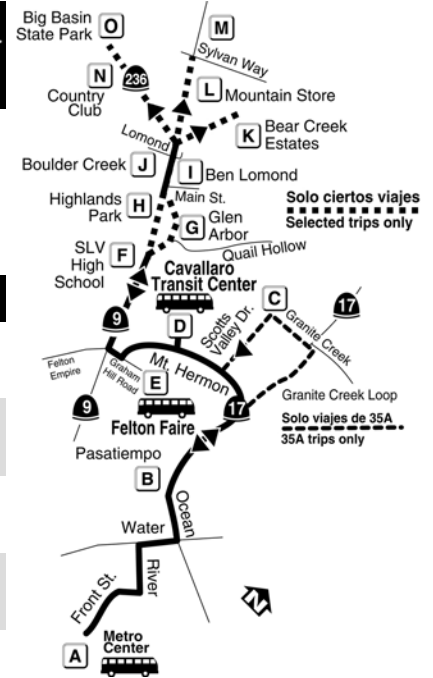 Big Basin
State Park
O
M
Sylvan Way
N
236
Country
Club
L
Mountain Store
K
Bear Creek
Estates
Lomond
Boulder Creek
J
I
Ben Lomond
Main St.
Highlands
Park
H
G
Glen
Arbor
Solo ciertos viajes
Selected trips only
Quail Hollow
SLV
High
School
F
Cavallaro
Transit Center
C
17
9
D
Scotts
Valley Dr.
Granite Creek
Felton
Empire
Graham
Hill Road
E
Mt. Hermon
Granite Creek Loop
9
Felton Faire
17
Solo viajes de 35A
35A trips only
Pasatiempo
B
Ocean
Water
River
Front St.
N
A
Metro
Center